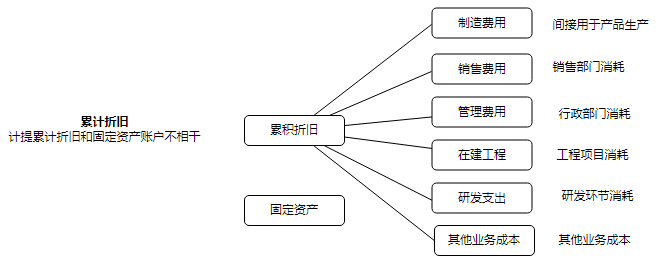 累计折旧
计提累计折旧和固定资产账户不相干
累积折旧
固定资产
制造费用
间接用于产品生产
销售费用
销售部门消耗
管理费用
行政部门消耗
在建工程
工程项目消耗
研发支出
研发环节消耗
其他业务成本
其他业务成本